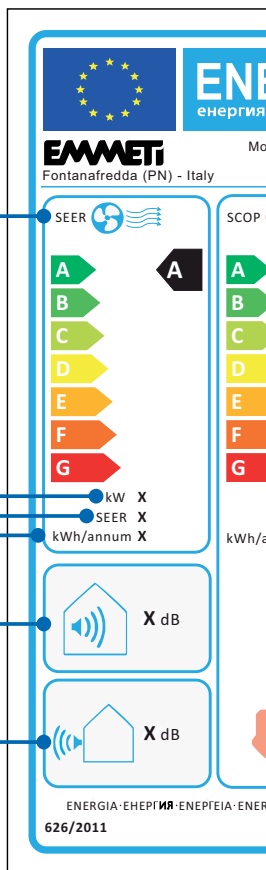 ENE
енергия
EMMETI
Mo
Fontanafredda (PN) - Italy
SEER
SCOP
A
A
A
B
B
C
C
D
D
E
E
F
F
G
G
kW X
SEER X
kWh/annum X
kWh/a
X dB
X dB
ENERGIA·ЕНЕРГИЯ·ΕΝΕΡΓΕΙΑ·ENER
626/2011